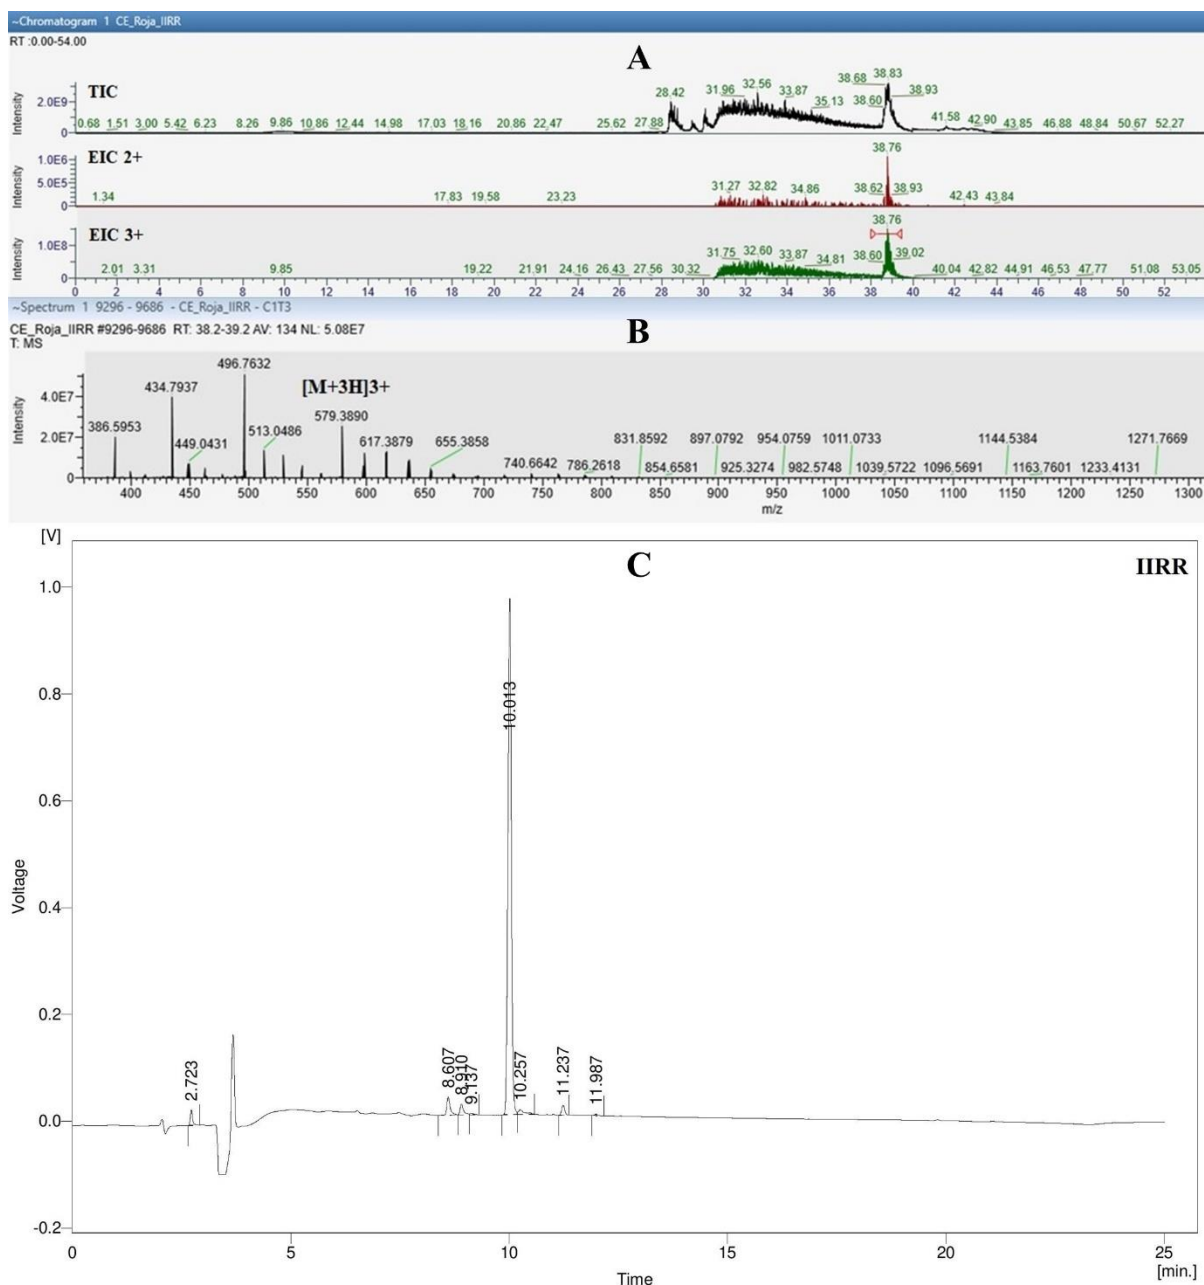 ~Chromatogram 1 CE_Roja_IIRR
RT :0.00-54.00
A
TIC
Intensity
2.0E9
0
0.68 1.51 3.00 5.42 6.23 8.26 9.86 10.86 12.44 14.98 17.03 18.16 20.86 22.47 25.62 27.88 28.42 31.96 32.56 33.87 35.13 38.60 38.68 38.83 38.93 41.58 42.90 43.85 46.88 48.84 50.67 52.27
EIC 2+
Intensity
1.0E6
5.0E5
0
1.34 17.83 19.58 23.23 31.27 32.82 34.86 38.62 38.76 38.93 42.43 43.84
EIC 3+
Intensity
1.0E8
0
2.01 3.31 9.85 19.22 21.91 24.16 26.43 27.56 30.32 31.75 32.60 33.87 34.81 38.60 38.76 39.02 40.04 42.82 44.91 46.53 47.77 51.08 53.05
0 2 4 6 8 10 12 14 16 18 20 22 24 26 28 30 32 34 36 38 40 42 44 46 48 50 52
~Spectrum 1 9296 - 9686 - CE_Roja_IIRR - C1T3
B
CE_Roja_IIRR #9296-9686 RT: 38.2-39.2 AV: 134 NL: 5.08E7
T: MS
Intensity
4.0E7
2.0E7
0
[M+3H]3+
386.5953 434.7937 449.0431 496.7632 513.0486 579.3890 617.3879 655.3858 740.6642 786.2618 831.8592 854.6581 897.0792 925.3274 954.0759 982.5748 1011.0733 1039.5722 1096.5691 1144.5384 1163.7601 1233.4131 1271.7669
400 450 500 550 600 650 700 750 800 850 900 950 1000 1050 1100 1150 1200 1250 1300
m/z
[V]
C
IIRR
1.0
0.8
0.6
0.4
0.2
0.0
-0.2
Voltage
2.723
8.607
8.910
9.137
10.013
10.257
11.237
11.987
0 5 10 15 20 25
[min.]
Time